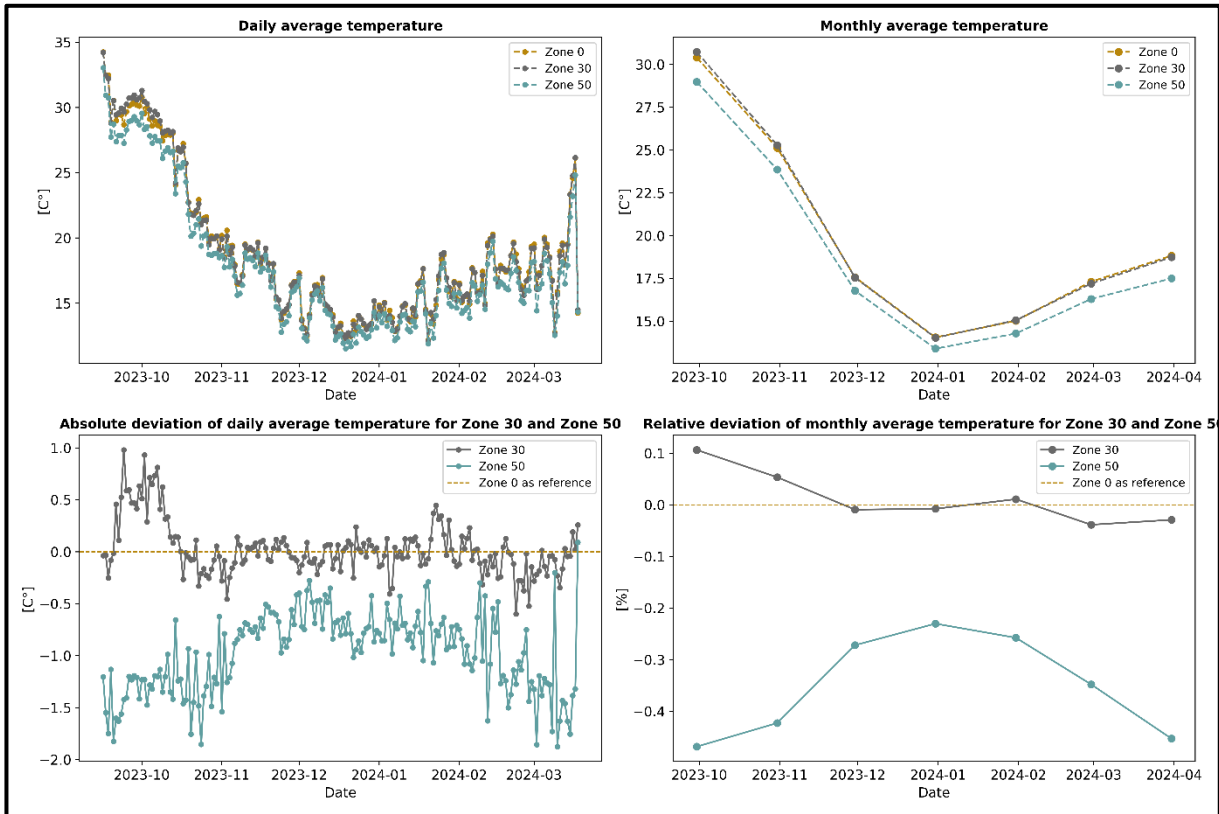 Daily average temperature
35
30
25
20
15
[C°]
2023-10
2023-11
2023-12
2024-01
2024-02
2024-03
Date
Zone 0
Zone 30
Zone 50
Monthly average temperature
30.0
27.5
25.0
22.5
20.0
17.5
15.0
[C°]
2023-10
2023-11
2023-12
2024-01
2024-02
2024-03
2024-04
Date
Zone 0
Zone 30
Zone 50
Absolute deviation of daily average temperature for Zone 30 and Zone 50
1.0
0.5
0.0
−0.5
−1.0
−1.5
−2.0
[C°]
2023-10
2023-11
2023-12
2024-01
2024-02
2024-03
Date
Zone 30
Zone 50
Zone 0 as reference
Relative deviation of monthly average temperature for Zone 30 and Zone 50
0.1
0.0
−0.1
−0.2
−0.3
−0.4
[%]
2023-10
2023-11
2023-12
2024-01
2024-02
2024-03
2024-04
Date
Zone 30
Zone 50
Zone 0 as reference